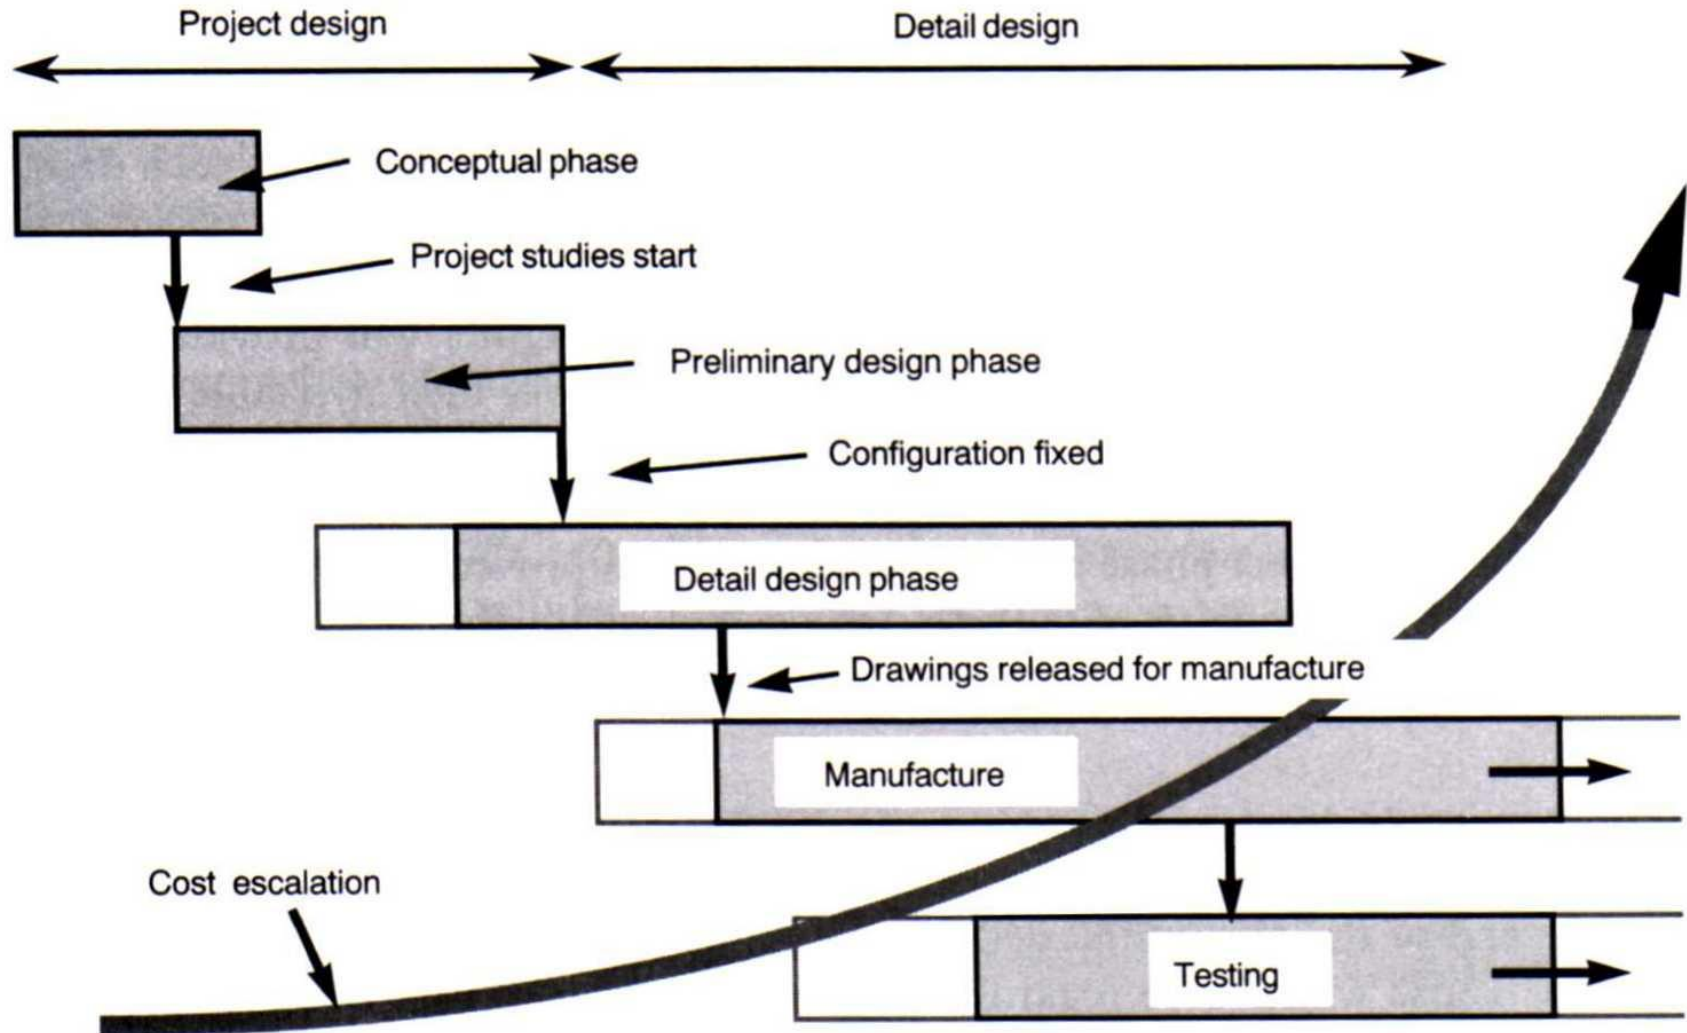 Project design
Detail design
Conceptual phase
Project studies start
Preliminary design phase
Configuration fixed
Detail design phase
Drawings released for manufacture
Manufacture
Cost escalation
Testing